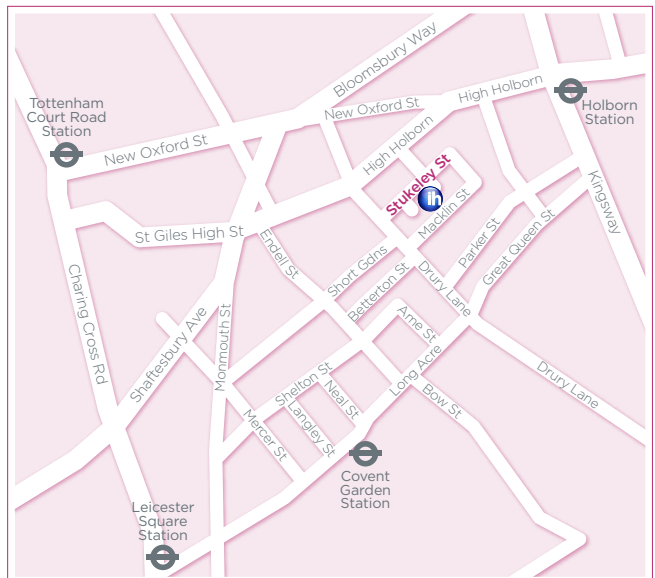 Bloomsbury Way
Tottenham
Court Road
Station
New Oxford St
High Holborn
Holborn
Station
New Oxford St
High Holborn
Stukeley St
ih
Macklin St
Kingsway
St Giles High St
Endell St
Short Gdns
Betterton St
Drury Lane
Parker St
Great Queen St
Charing Cross Rd
Shaftesbury Ave
Monmouth St
Arne St
Long Acre
Drury Lane
Shelton St
Neal St
Langley St
Mercer St
Bow St
Covent
Garden
Station
Leicester
Square
Station